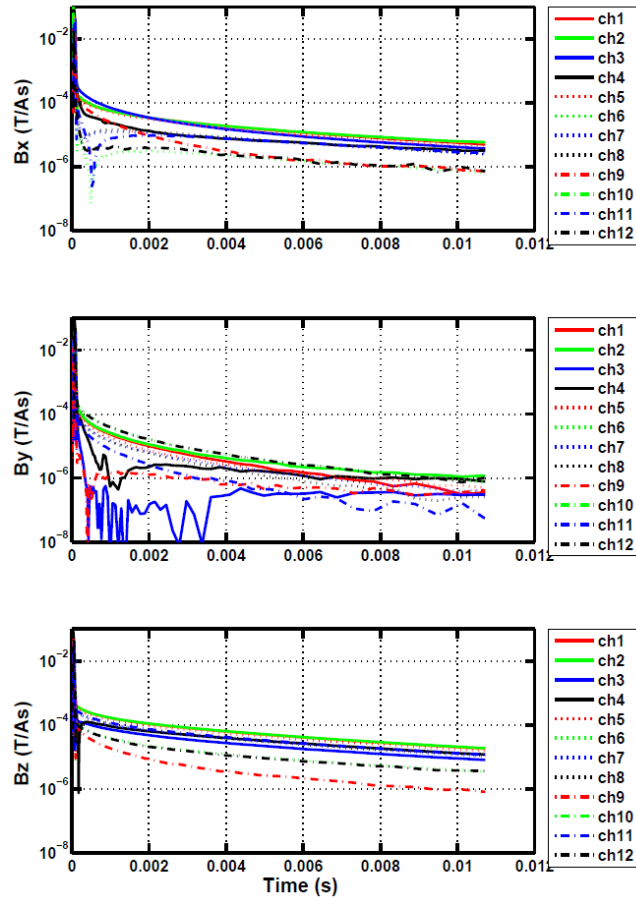 Bx (T/As)
10⁻²
10⁻⁴
10⁻⁶
10⁻⁸
0 0.002 0.004 0.006 0.008 0.01 0.012
ch1
ch2
ch3
ch4
ch5
ch6
ch7
ch8
ch9
ch10
ch11
ch12
By (T/As)
10⁻²
10⁻⁴
10⁻⁶
10⁻⁸
0 0.002 0.004 0.006 0.008 0.01 0.012
ch1
ch2
ch3
ch4
ch5
ch6
ch7
ch8
ch9
ch10
ch11
ch12
Bz (T/As)
10⁻²
10⁻⁴
10⁻⁶
10⁻⁸
0 0.002 0.004 0.006 0.008 0.01 0.012
Time (s)
ch1
ch2
ch3
ch4
ch5
ch6
ch7
ch8
ch9
ch10
ch11
ch12